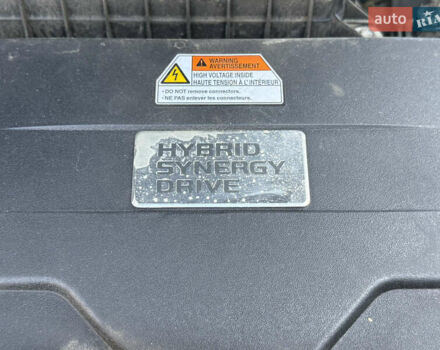 auto RIA
WARNING
AVERTISSEMENT
HIGH VOLTAGE INSIDE
HAUTE TENSION À L'INTÉRIEUR
• DO NOT remove connectors.
• NE PAS enlever les connecteurs.
HYBRID
SYNERGY
DRIVE